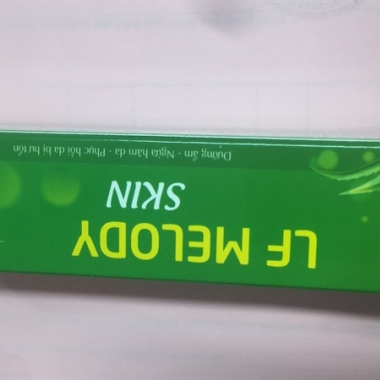 LF MELODY
SKIN
Dưỡng ẩm - Ngừa hăm da - Phục hồi da bị hư tổn